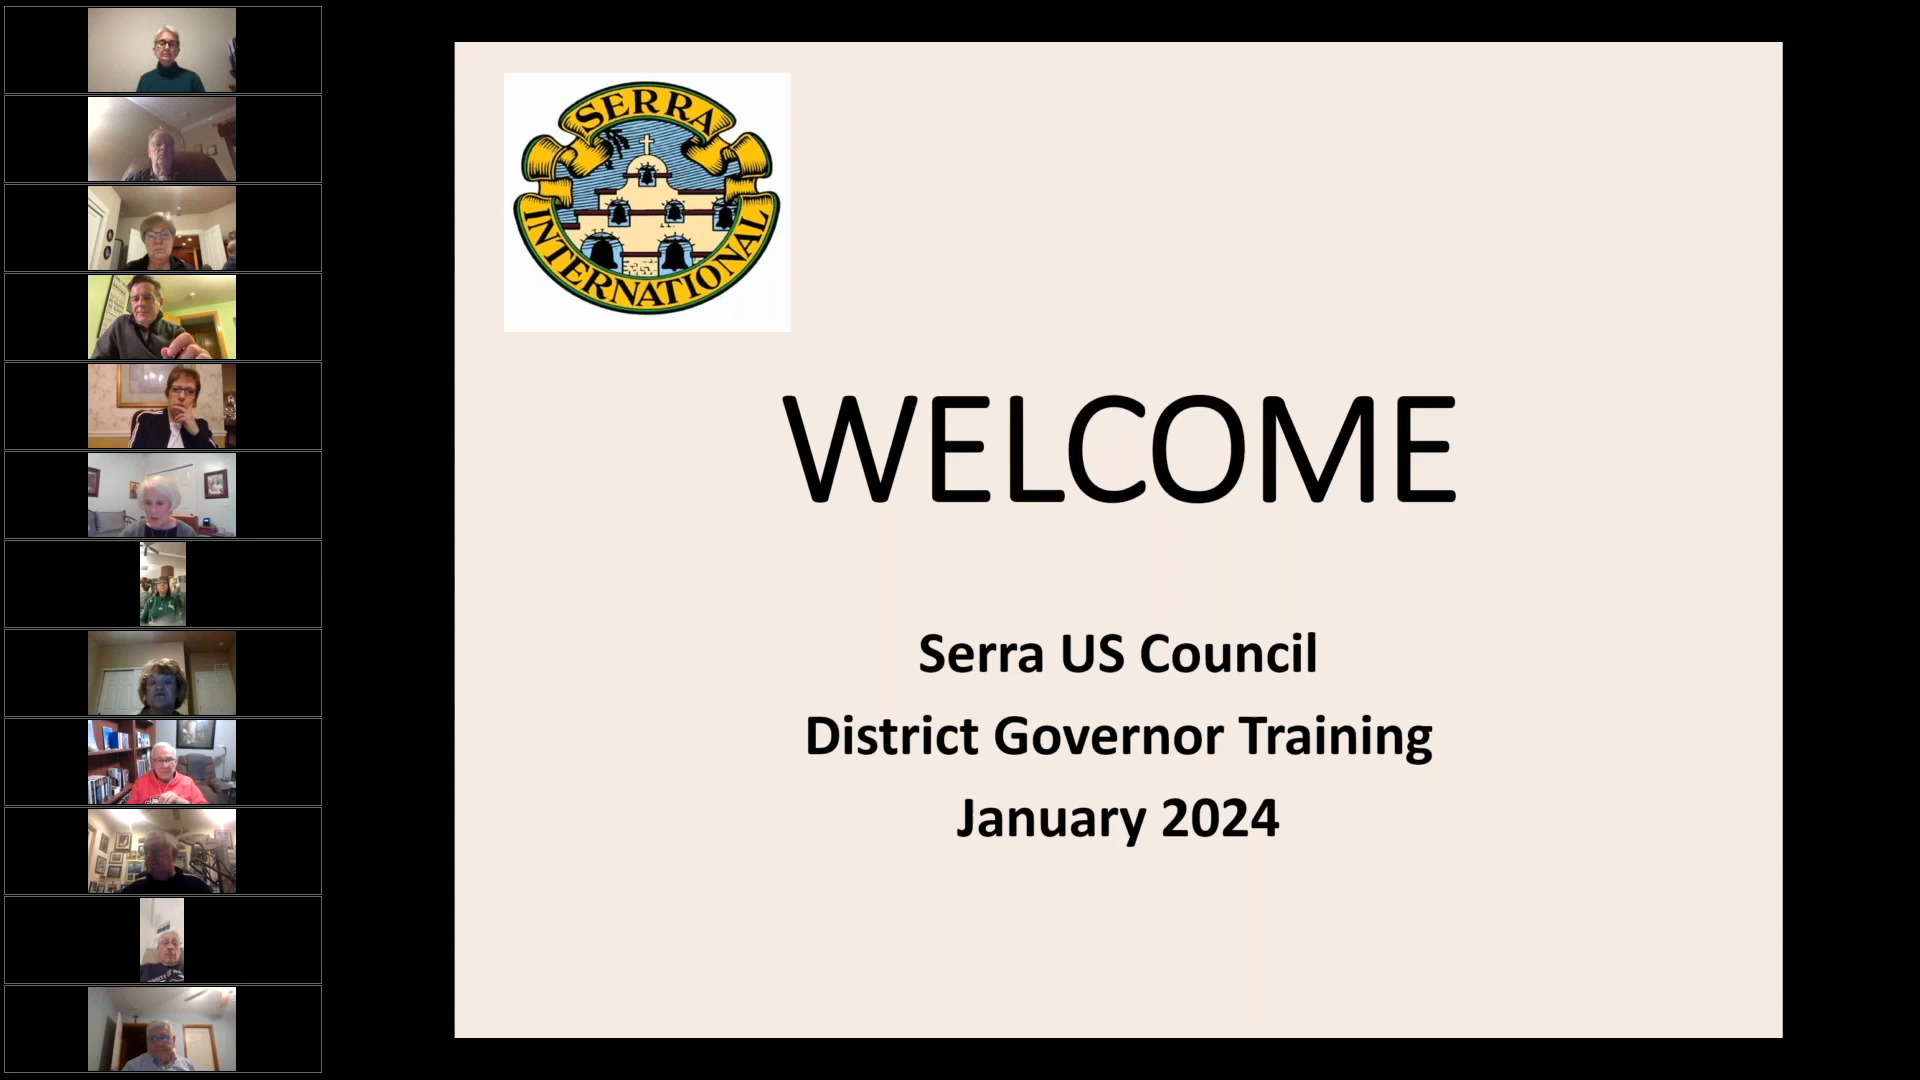 SERRA
INTERNATIONAL
WELCOME
Serra US Council
District Governor Training
January 2024